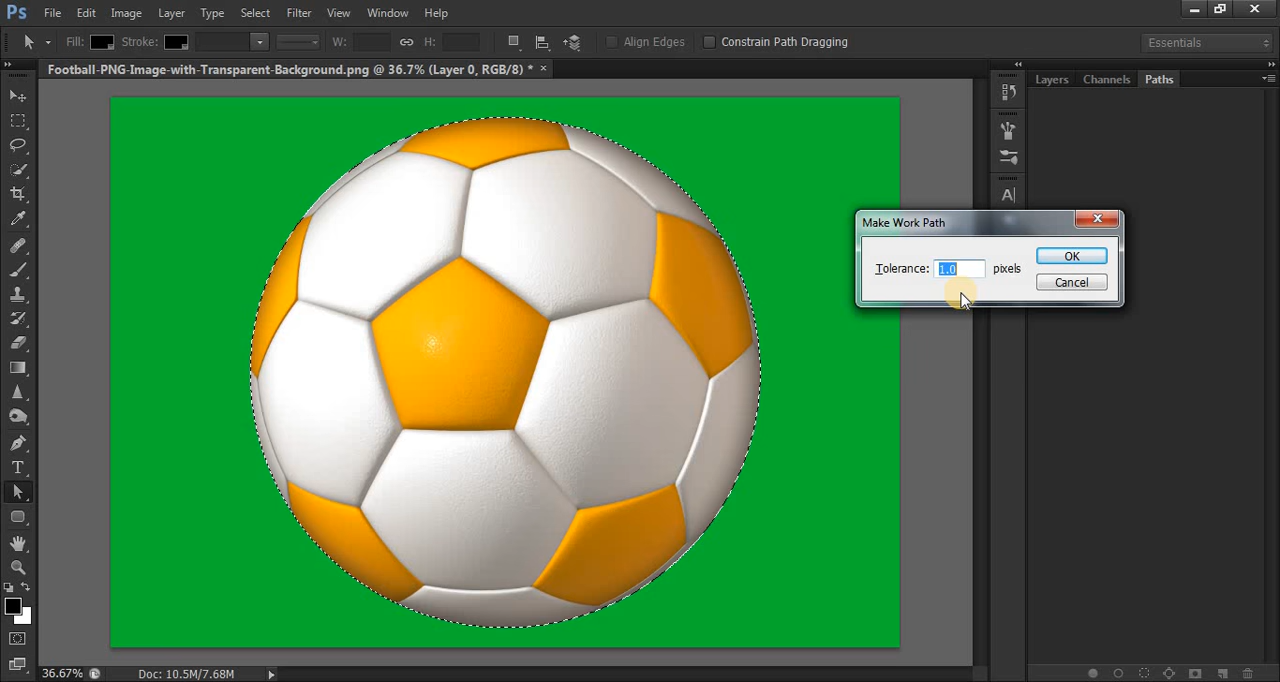 Ps File Edit Image Layer Type Select Filter View Window Help
Fill: Stroke: W: H: Align Edges Constrain Path Dragging Essentials
Football-PNG-Image-with-Transparent-Background.png @ 36.7% (Layer 0, RGB/8) * ×
Layers Channels Paths
A
Make Work Path
Tolerance: 1.0 pixels
OK
Cancel
T
36.67% Doc: 10.5M/7.68M